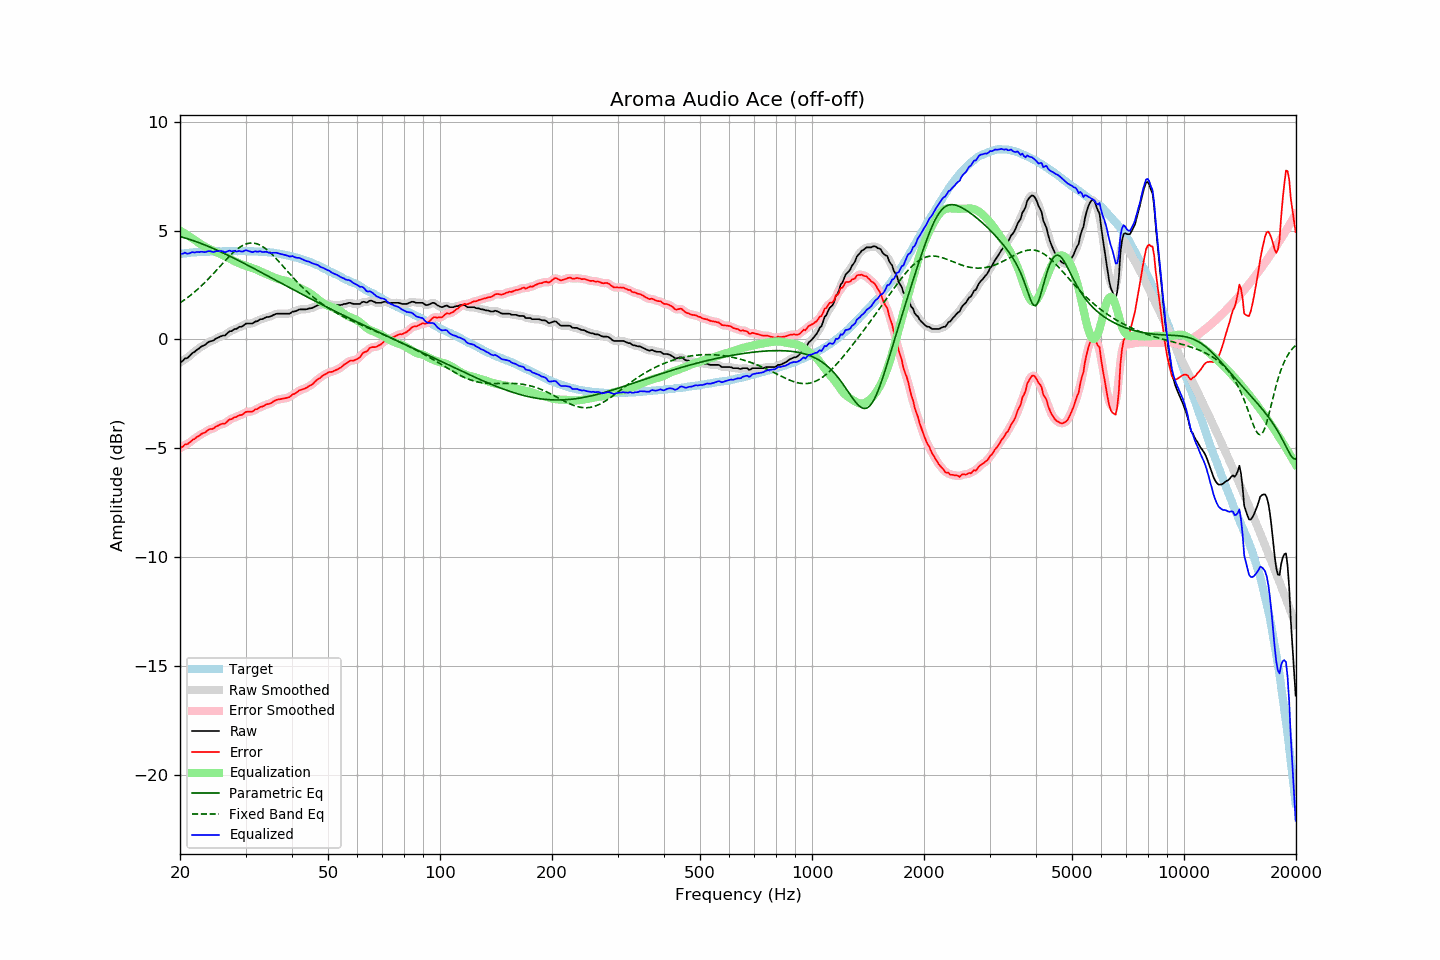 Aroma Audio Ace (off-off)
10
5
0
−5
−10
−15
−20
Amplitude (dBr)
Target
Raw Smoothed
Error Smoothed
Raw
Error
Equalization
Parametric Eq
Fixed Band Eq
Equalized
20 50 100 200 500 1000 2000 5000 10000 20000
Frequency (Hz)